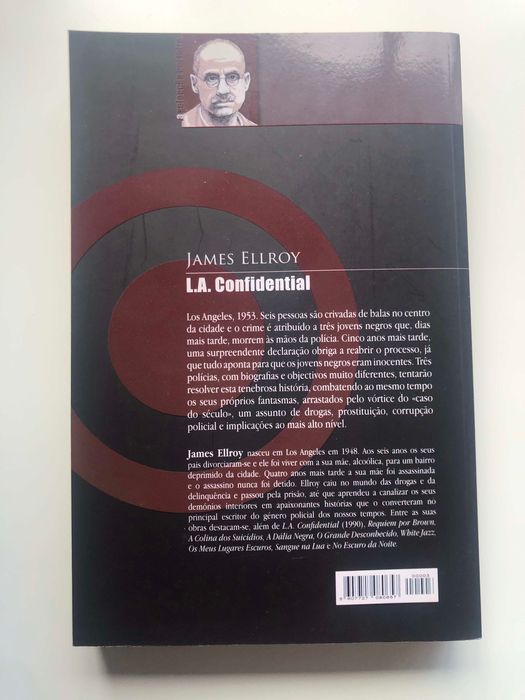 JAMES ELLROY
L.A. Confidential
Los Angeles, 1953. Seis pessoas são crivadas de balas no centro
da cidade e o crime é atribuído a três jovens negros que, dias
mais tarde, morrem às mãos da polícia. Cinco anos mais tarde,
uma surpreendente declaração obriga a reabrir o processo, já
que tudo aponta para que os jovens negros eram inocentes. Três
polícias, com biografias e objectivos muito diferentes, tentarão
resolver esta tenebrosa história, combatendo ao mesmo tempo
os seus próprios fantasmas, arrastados pelo vórtice do «caso
do século», um assunto de drogas, prostituição, corrupção
policial e implicações ao mais alto nível.
James Ellroy nasceu em Los Angeles em 1948. Aos seis anos os seus
pais divorciaram-se e ele foi viver com a sua mãe, alcoólica, para um bairro
deprimido da cidade. Quatro anos mais tarde a sua mãe foi assassinada
e o assassino nunca foi detido. Ellroy caiu no mundo das drogas e da
delinquência e passou pela prisão, até que aprendeu a canalizar os seus
demónios interiores em apaixonantes histórias que o converteram no
principal escritor do género policial dos nossos tempos. Entre as suas
obras destacam-se, além de L.A. Confidential (1990), Requiem por Brown,
A Colina dos Suicídios, A Dália Negra, O Grande Desconhecido, White Jazz,
Os Meus Lugares Escuros, Sangue na Lua e No Escuro da Noite.
00003